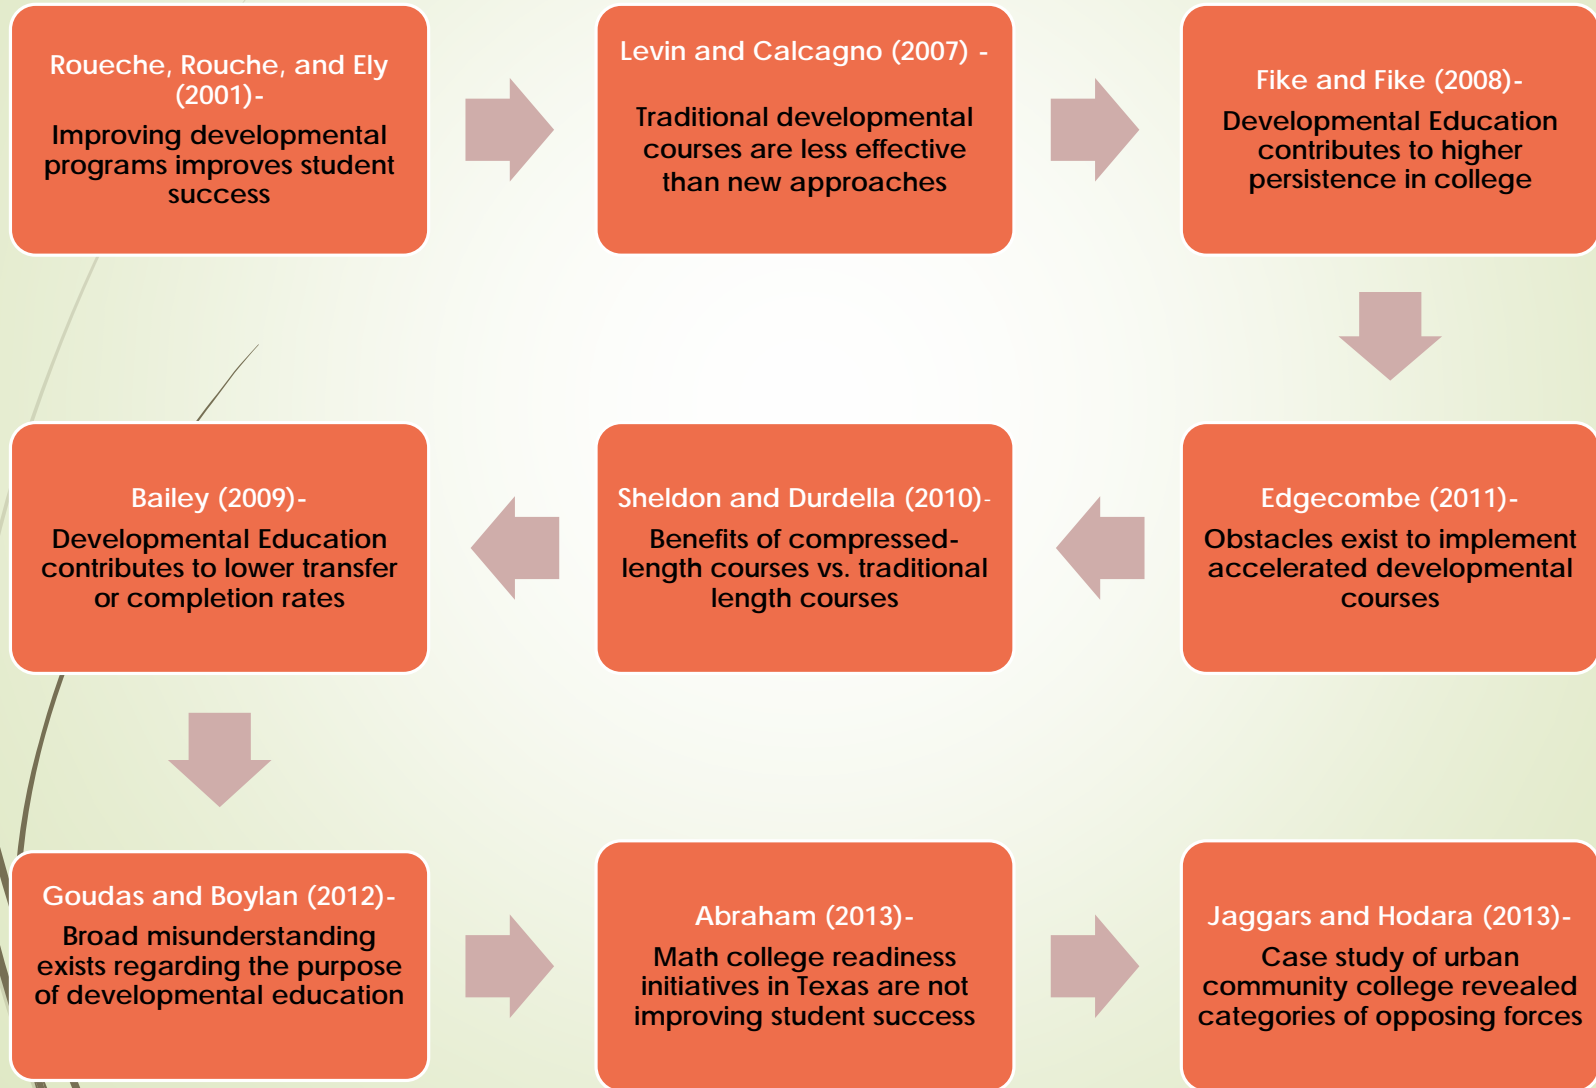 Roueche, Rouche, and Ely
(2001)-
Improving developmental
programs improves student
success
Levin and Calcagno (2007) -
Traditional developmental
courses are less effective
than new approaches
Fike and Fike (2008)-
Developmental Education
contributes to higher
persistence in college
Edgecombe (2011)-
Obstacles exist to implement
accelerated developmental
courses
Sheldon and Durdella (2010)-
Benefits of compressed-
length courses vs. traditional
length courses
Bailey (2009)-
Developmental Education
contributes to lower transfer
or completion rates
Goudas and Boylan (2012)-
Broad misunderstanding
exists regarding the purpose
of developmental education
Abraham (2013)-
Math college readiness
initiatives in Texas are not
improving student success
Jaggars and Hodara (2013)-
Case study of urban
community college revealed
categories of opposing forces